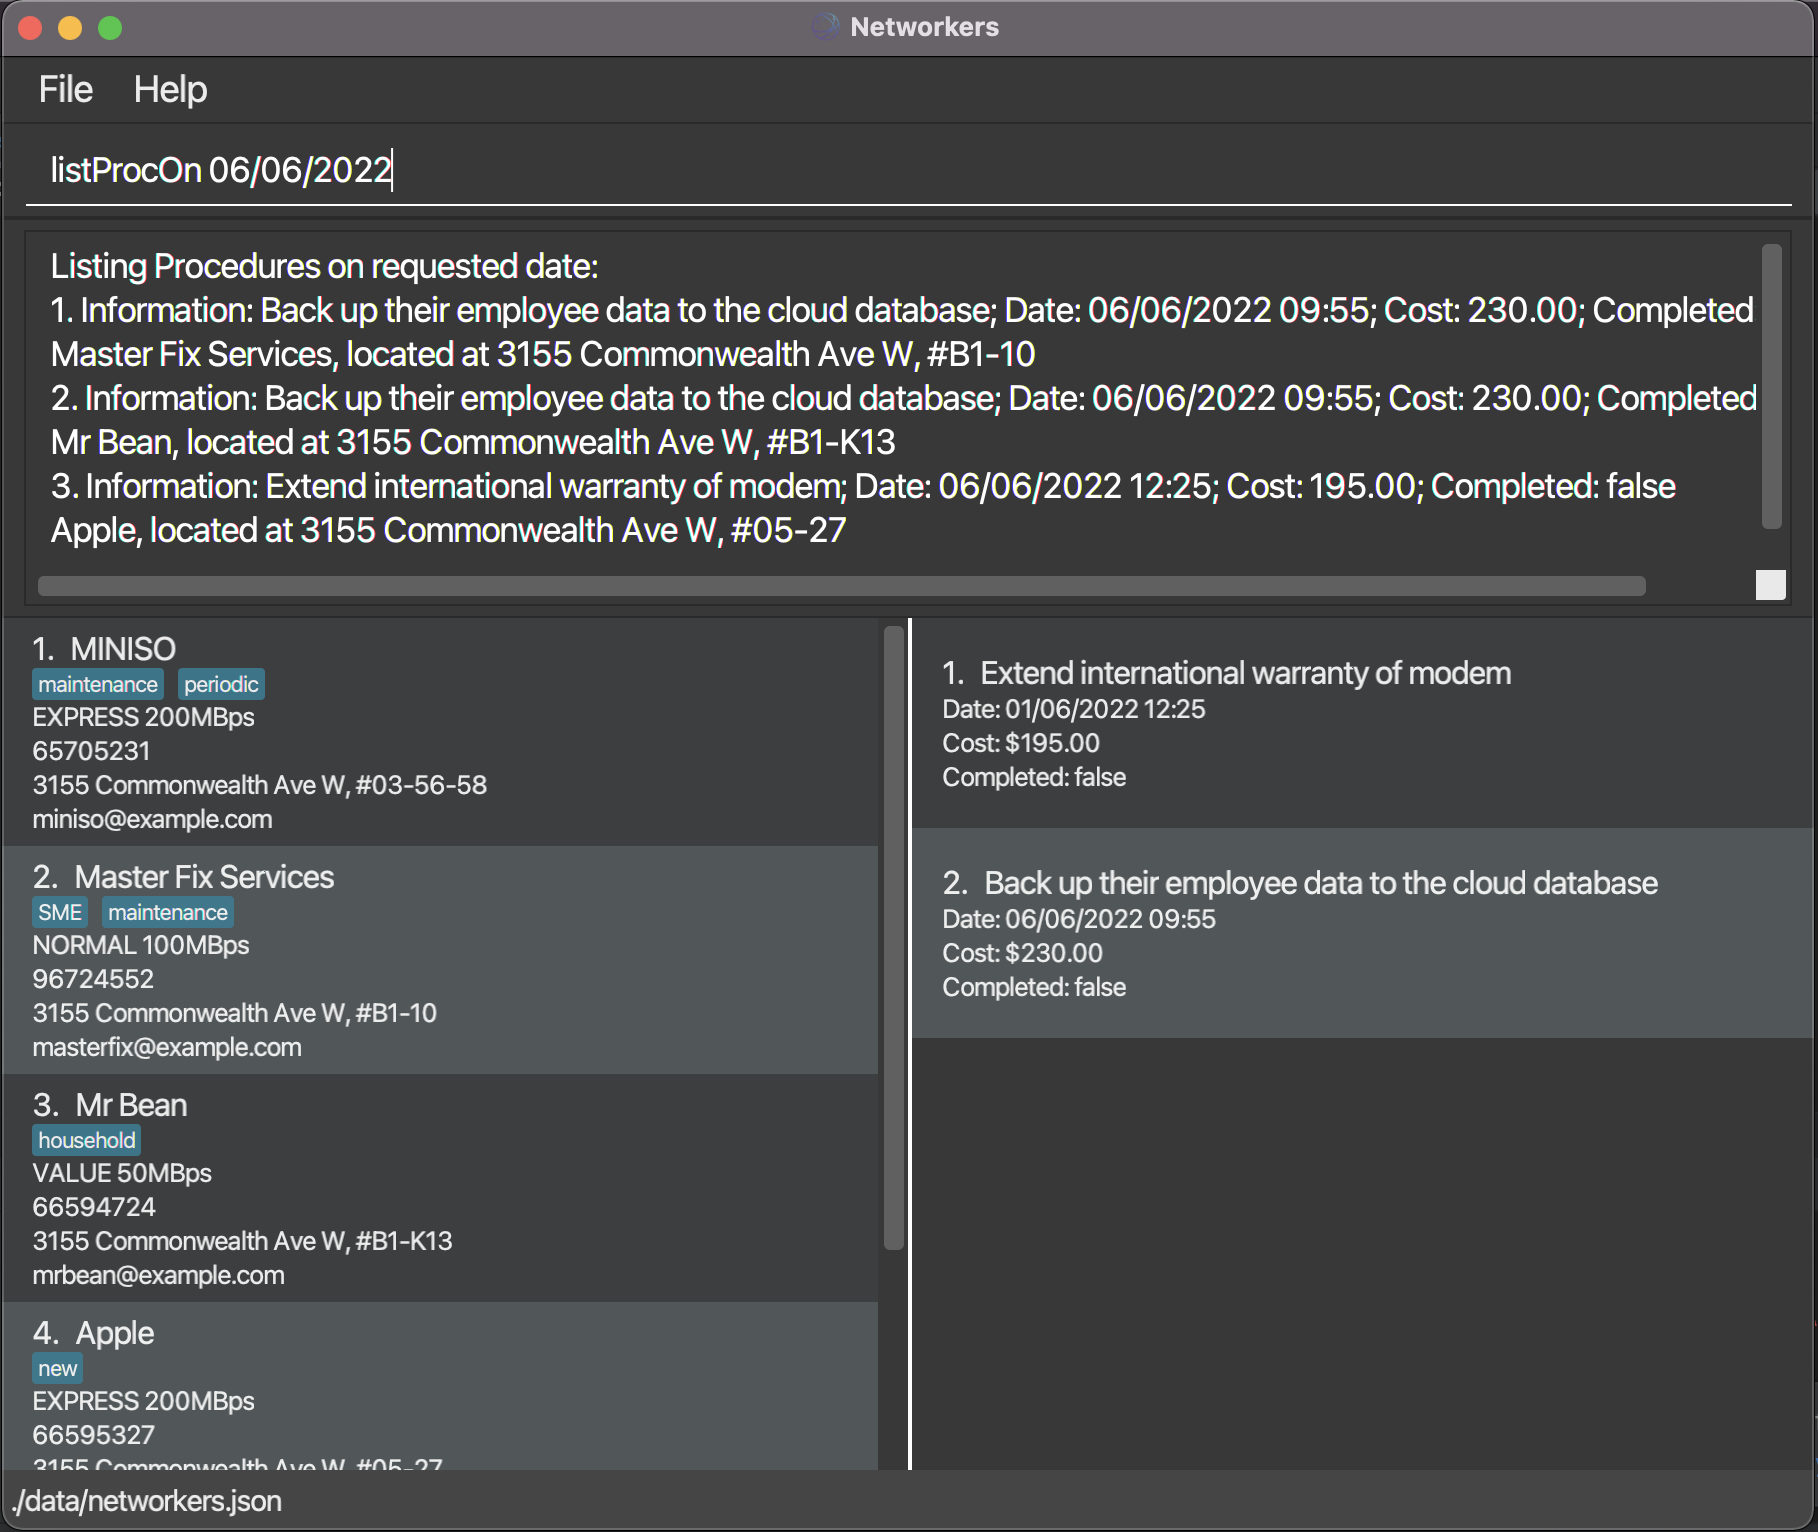 Networkers
File Help
listProcOn 06/06/2022
Listing Procedures on requested date:
1. Information: Back up their employee data to the cloud database; Date: 06/06/2022 09:55; Cost: 230.00; Completed
Master Fix Services, located at 3155 Commonwealth Ave W, #B1-10
2. Information: Back up their employee data to the cloud database; Date: 06/06/2022 09:55; Cost: 230.00; Completed
Mr Bean, located at 3155 Commonwealth Ave W, #B1-K13
3. Information: Extend international warranty of modem; Date: 06/06/2022 12:25; Cost: 195.00; Completed: false
Apple, located at 3155 Commonwealth Ave W, #05-27
1. MINISO
maintenance periodic
EXPRESS 200MBps
65705231
3155 Commonwealth Ave W, #03-56-58
miniso@example.com
2. Master Fix Services
SME maintenance
NORMAL 100MBps
96724552
3155 Commonwealth Ave W, #B1-10
masterfix@example.com
3. Mr Bean
household
VALUE 50MBps
66594724
3155 Commonwealth Ave W, #B1-K13
mrbean@example.com
4. Apple
new
EXPRESS 200MBps
66595327
3155 Commonwealth Ave W, #05-27
1. Extend international warranty of modem
Date: 01/06/2022 12:25
Cost: $195.00
Completed: false
2. Back up their employee data to the cloud database
Date: 06/06/2022 09:55
Cost: $230.00
Completed: false
./data/networkers.json